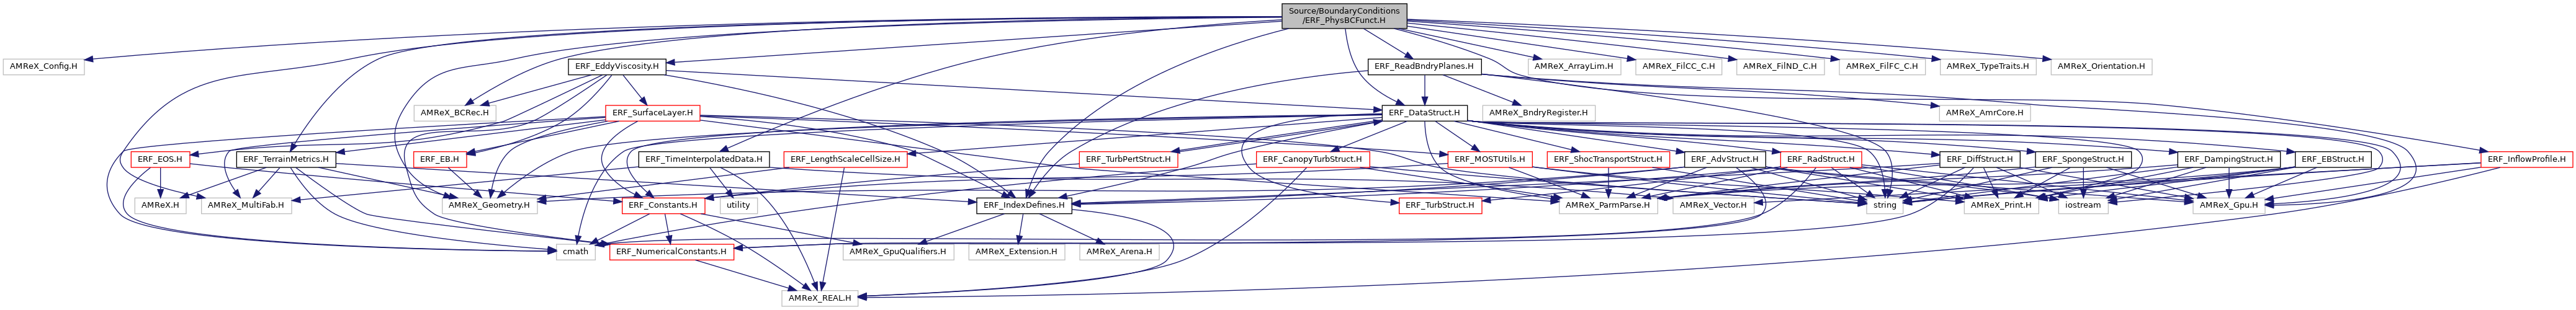 Source/BoundaryConditions
/ERF_PhysBCFunct.H
AMReX_Config.H
ERF_EddyViscosity.H
ERF_ReadBndryPlanes.H
AMReX_ArrayLim.H
AMReX_FilCC_C.H
AMReX_FilND_C.H
AMReX_FilFC_C.H
AMReX_TypeTraits.H
AMReX_Orientation.H
AMReX_BCRec.H
ERF_SurfaceLayer.H
ERF_DataStruct.H
AMReX_BndryRegister.H
AMReX_AmrCore.H
ERF_EOS.H
ERF_TerrainMetrics.H
ERF_EB.H
ERF_TimeInterpolatedData.H
ERF_LengthScaleCellSize.H
ERF_TurbPertStruct.H
ERF_CanopyTurbStruct.H
ERF_MOSTUtils.H
ERF_ShocTransportStruct.H
ERF_AdvStruct.H
ERF_RadStruct.H
ERF_DiffStruct.H
ERF_SpongeStruct.H
ERF_DampingStruct.H
ERF_EBStruct.H
ERF_InflowProfile.H
AMReX.H
AMReX_MultiFab.H
AMReX_Geometry.H
ERF_Constants.H
utility
ERF_IndexDefines.H
ERF_TurbStruct.H
AMReX_ParmParse.H
AMReX_Vector.H
string
AMReX_Print.H
iostream
AMReX_Gpu.H
cmath
ERF_NumericalConstants.H
AMReX_GpuQualifiers.H
AMReX_Extension.H
AMReX_Arena.H
AMReX_REAL.H